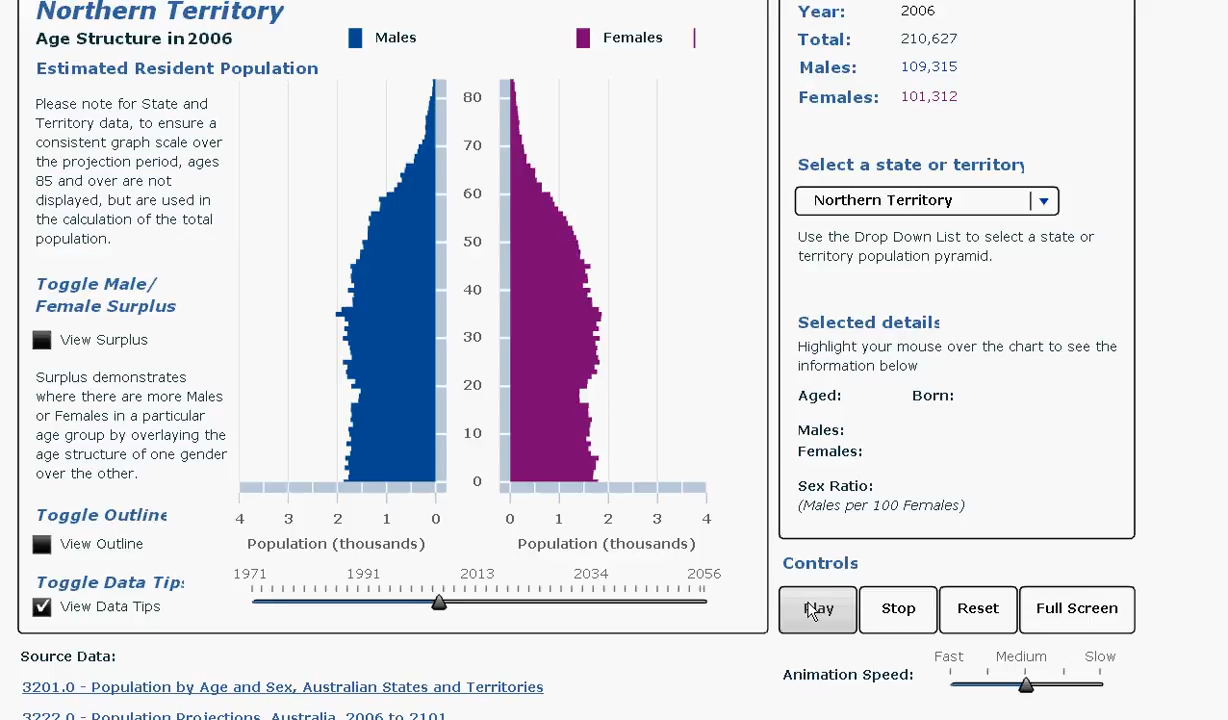 Northern Territory
Age Structure in 2006
Males
Females
Estimated Resident Population
Please note for State and
Territory data, to ensure a
consistent graph scale over
the projection period, ages
85 and over are not
displayed, but are used in
the calculation of the total
population.
Toggle Male/
Female Surplus
View Surplus
Surplus demonstrates
where there are more Males
or Females in a particular
age group by overlaying the
age structure of one gender
over the other.
Toggle Outline
View Outline
Toggle Data Tips
View Data Tips
80
70
60
50
40
30
20
10
0
4 3 2 1 0
0 1 2 3 4
Population (thousands)
Population (thousands)
1971 1991 2013 2034 2056
Source Data:
3201.0 - Population by Age and Sex, Australian States and Territories
3222.0 - Population Projections, Australia, 2006 to 2101
Year: 2006
Total: 210,627
Males: 109,315
Females: 101,312
Select a state or territory
Northern Territory
Use the Drop Down List to select a state or
territory population pyramid.
Selected details
Highlight your mouse over the chart to see the
information below
Aged: Born:
Males:
Females:
Sex Ratio:
(Males per 100 Females)
Controls
Play Stop Reset Full Screen
Fast Medium Slow
Animation Speed: